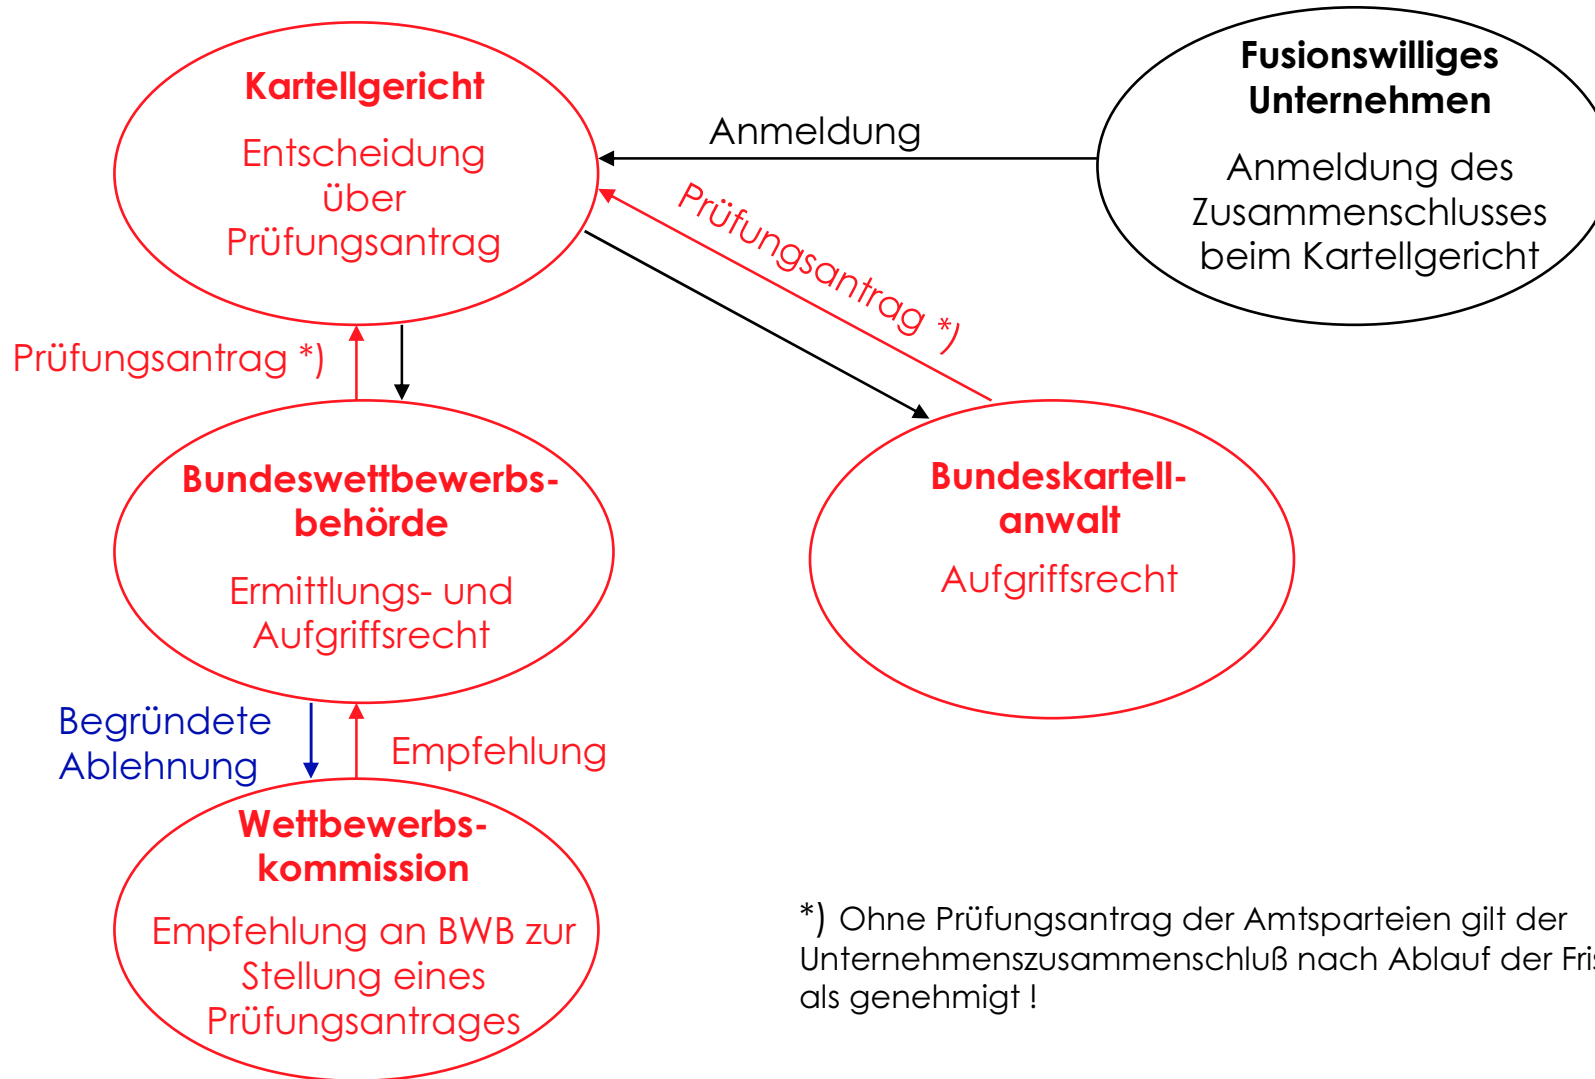 Kartellgericht
Entscheidung
über
Prüfungsantrag
Anmeldung
Fusionswilliges
Unternehmen
Anmeldung des
Zusammenschlusses
beim Kartellgericht
Prüfungsantrag *)
Prüfungsantrag *)
Bundeswettbewerbs-
behörde
Ermittlungs- und
Aufgriffsrecht
Bundeskartell-
anwalt
Aufgriffsrecht
Begründete
Ablehnung
Empfehlung
Wettbewerbs-
kommission
Empfehlung an BWB zur
Stellung eines
Prüfungsantrages
*) Ohne Prüfungsantrag der Amtsparteien gilt der
Unternehmenszusammenschluß nach Ablauf der Fris
als genehmigt !